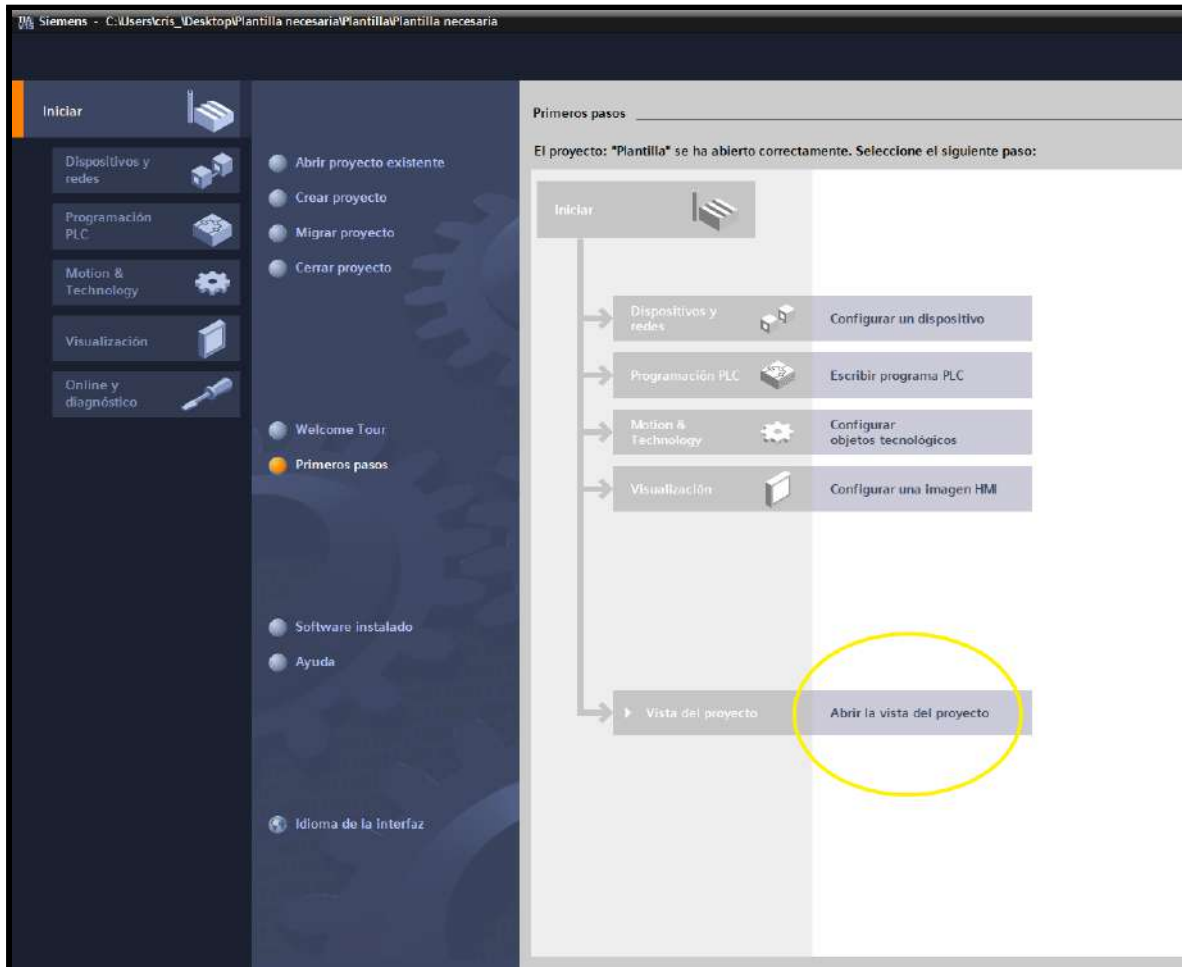 Siemens - C:\Users\cris_\Desktop\Plantilla necesaria\Plantilla\Plantilla necesaria
Iniciar
Dispositivos y
redes
Programación
PLC
Motion &
Technology
Visualización
Online y
diagnóstico
Abrir proyecto existente
Crear proyecto
Migrar proyecto
Cerrar proyecto
Welcome Tour
Primeros pasos
Software instalado
Ayuda
Idioma de la interfaz
Primeros pasos
El proyecto: "Plantilla" se ha abierto correctamente. Seleccione el siguiente paso:
Iniciar
Dispositivos y
redes
Configurar un dispositivo
Programación PLC
Escribir programa PLC
Motion &
Technology
Configurar
objetos tecnológicos
Visualización
Configurar una imagen HMI
Vista del proyecto
Abrir la vista del proyecto